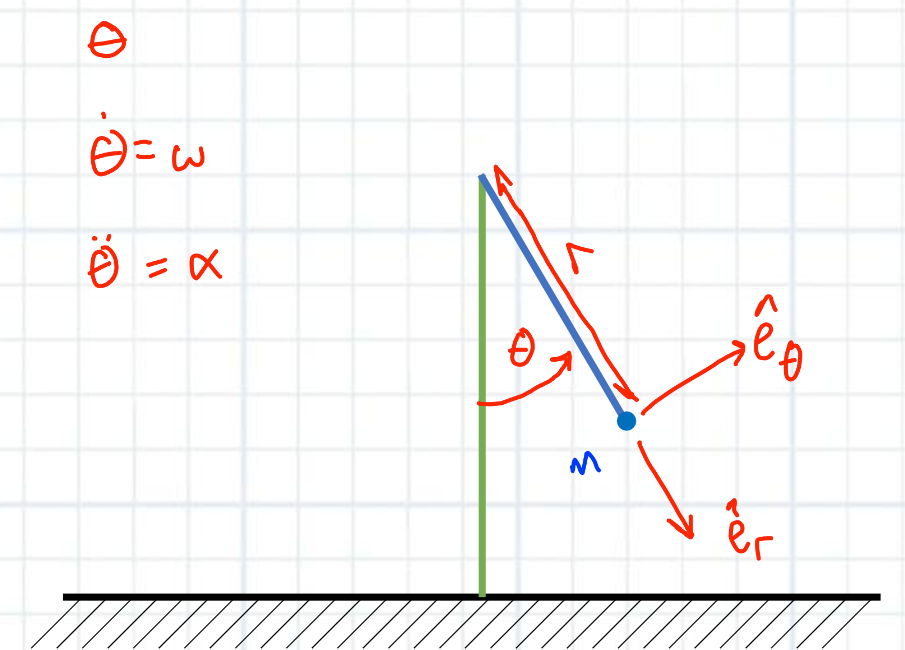 θ
θ̇ = ω
θ̈ = α
r
θ
ê_θ
m
ê_r